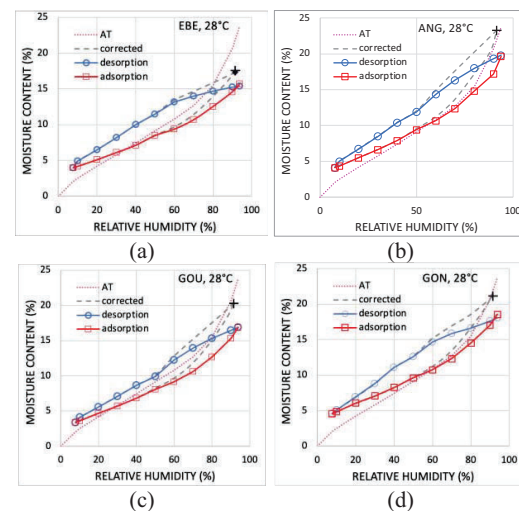 EBE, 28°C
AT
corrected
desorption
adsorption
MOISTURE CONTENT (%)
25
20
15
10
5
0
0 20 40 60 80 100
RELATIVE HUMIDITY (%)
(a)
ANG, 28°C
AT
corrected
desorption
adsorption
MOISTURE CONTENT (%)
25
20
15
10
5
0
0 50 100
RELATIVE HUMIDITY (%)
(b)
GOU, 28°C
AT
corrected
desorption
adsorption
MOISTURE CONTENT (%)
25
20
15
10
5
0
0 20 40 60 80 100
RELATIVE HUMIDITY (%)
(c)
GON, 28°C
AT
corrected
desorption
adsorption
MOISTURE CONTENT (%)
25
20
15
10
5
0
0 20 40 60 80 100
RELATIVE HUMIDITY (%)
(d)